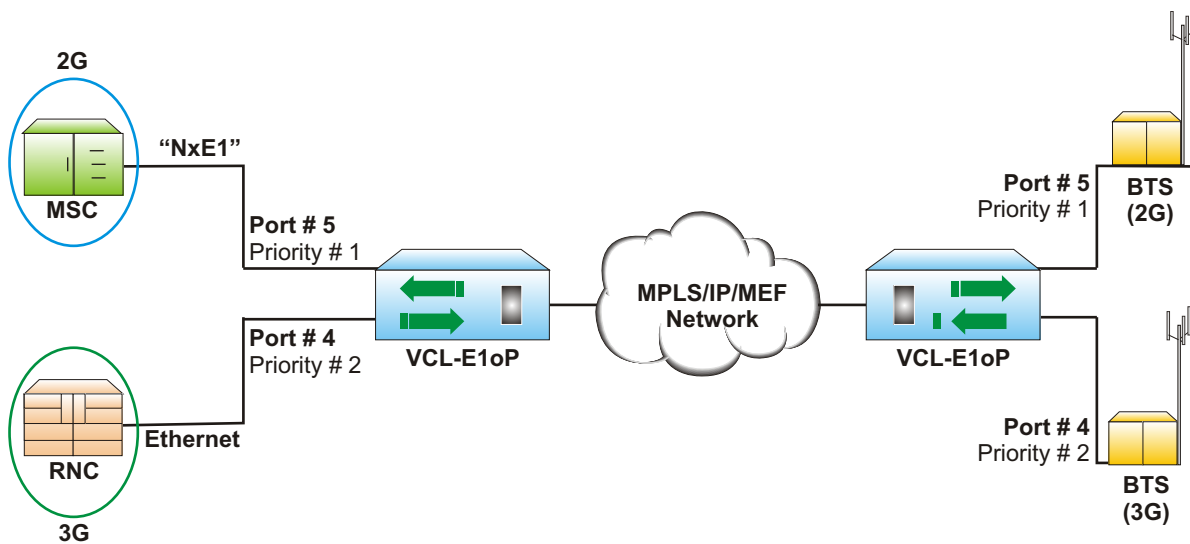 2G
“NxE1”
MSC
Port # 5
Priority # 1
Port # 4
Priority # 2
VCL-E1oP
Ethernet
RNC
3G
MPLS/IP/MEF
Network
VCL-E1oP
Port # 5
Priority # 1
BTS
(2G)
Port # 4
Priority # 2
BTS
(3G)